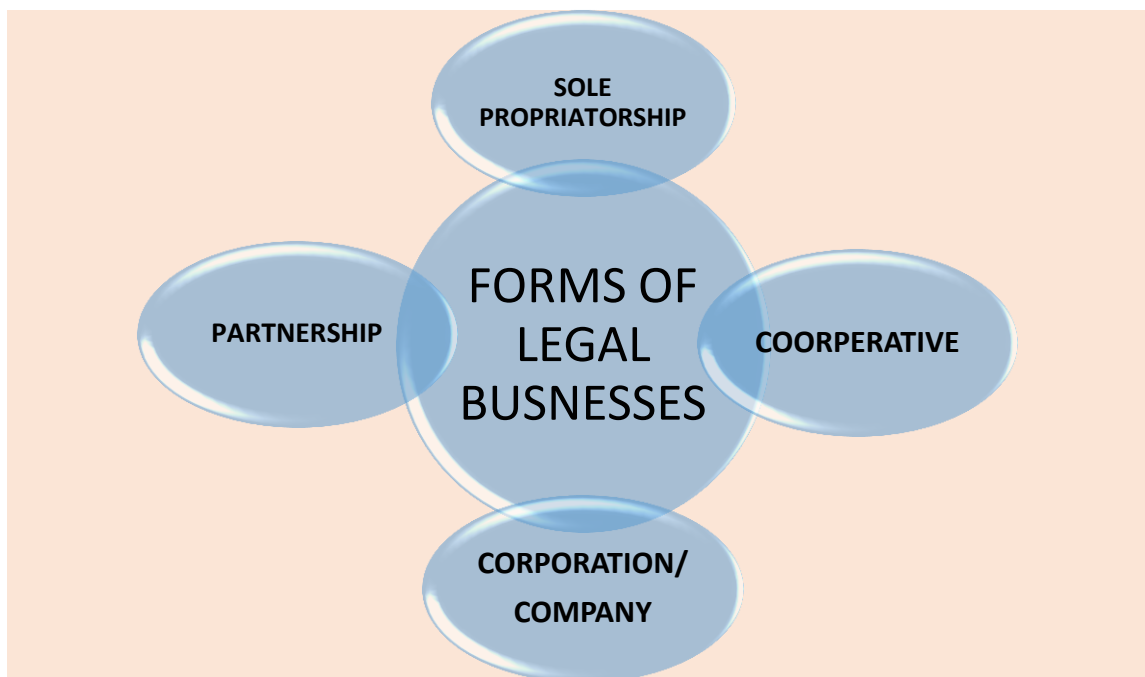 SOLE
PROPRIATORSHIP
FORMS OF
LEGAL
BUSNESSES
PARTNERSHIP
COORPERATIVE
CORPORATION/
COMPANY